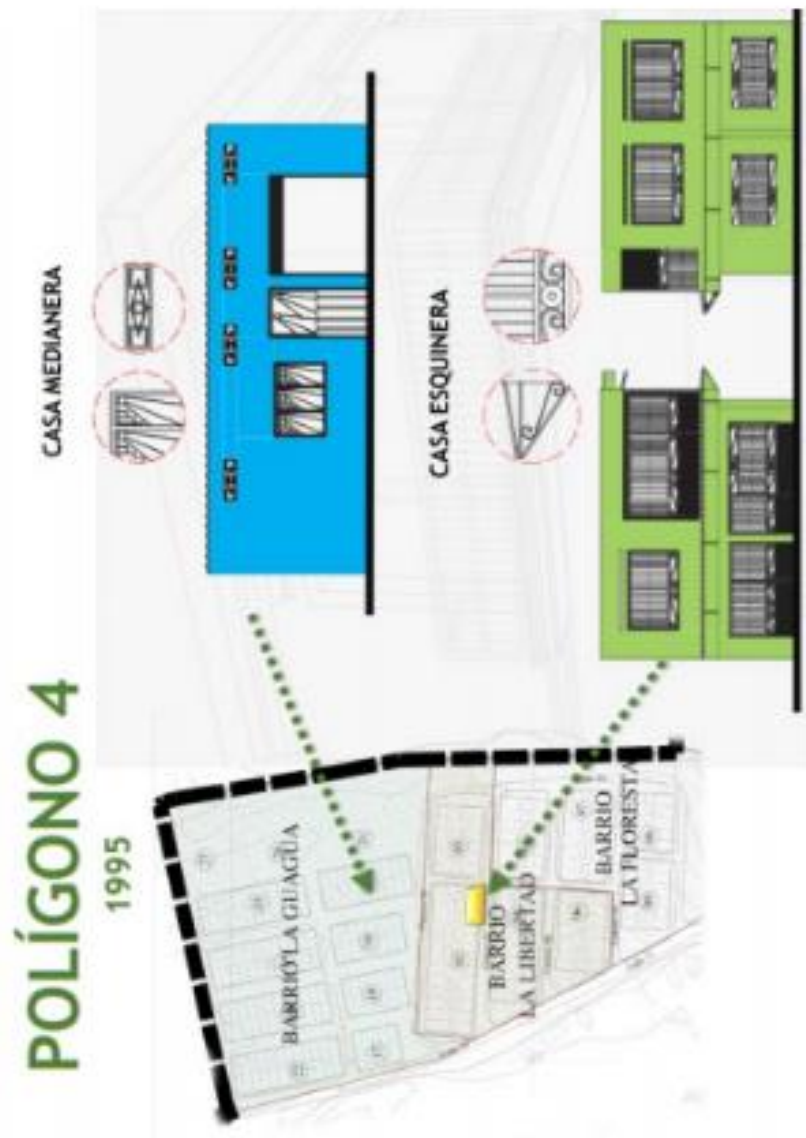 POLÍGONO 4
1995
CASA MEDIANERA
CASA ESQUINERA
BARRIO LA GUAGUA
BARRIO
LA LIBERTAD
BARRIO
LA FLORESTA